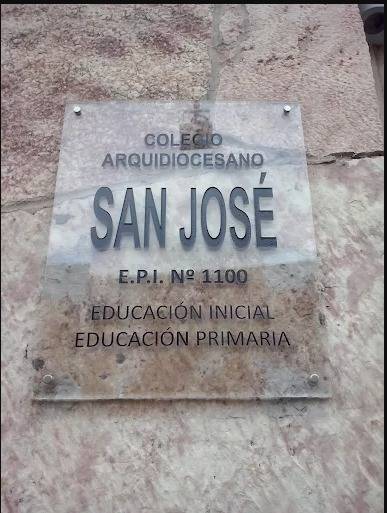 COLEGIO
ARQUIDIOCESANO
SAN JOSÉ
E.P.I. Nº 1100
EDUCACIÓN INICIAL
EDUCACIÓN PRIMARIA